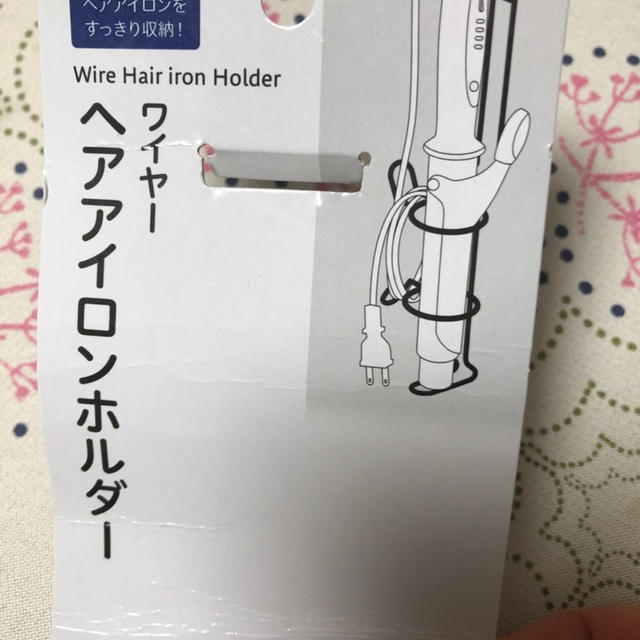 ヘアアイロンを
すっきり収納！
Wire Hair iron Holder
ワイヤー
ヘアアイロンホルダー